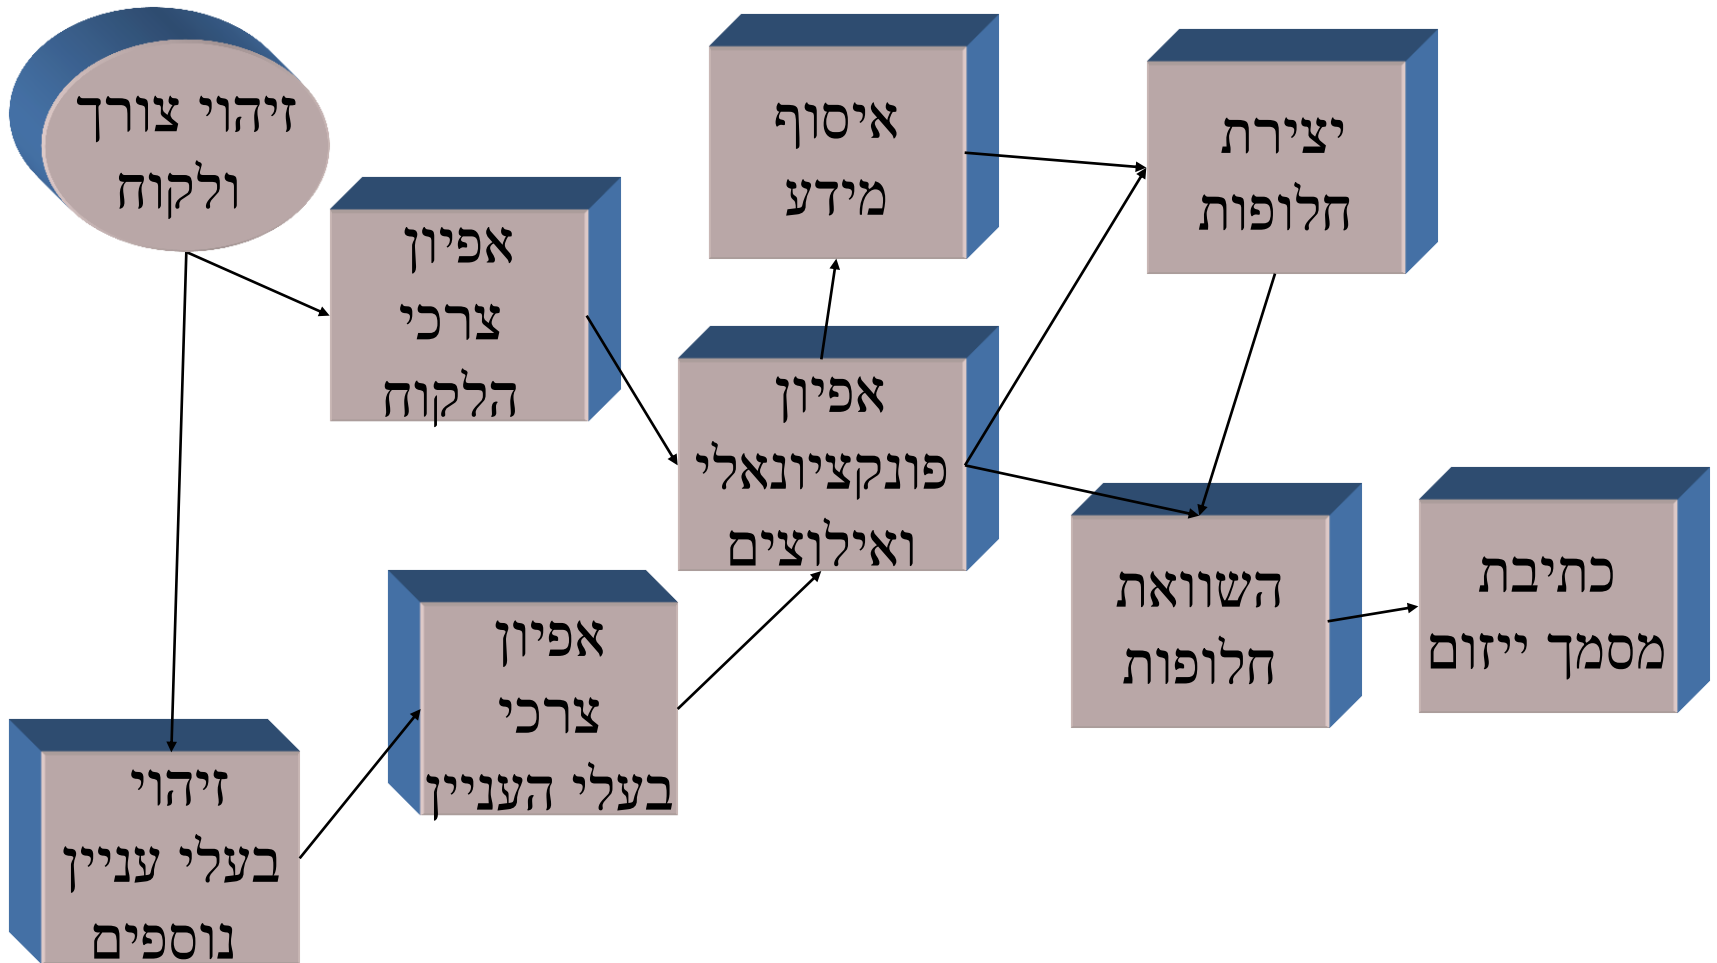 זיהוי צורך
ולקוח
אפיון
צרכי
הלקוח
זיהוי
בעלי עניין
נוספים
אפיון
צרכי
בעלי העניין
אפיון
פונקציונאלי
ואילוצים
איסוף
מידע
יצירת
חלופות
השוואת
חלופות
כתיבת
מסמך ייזום